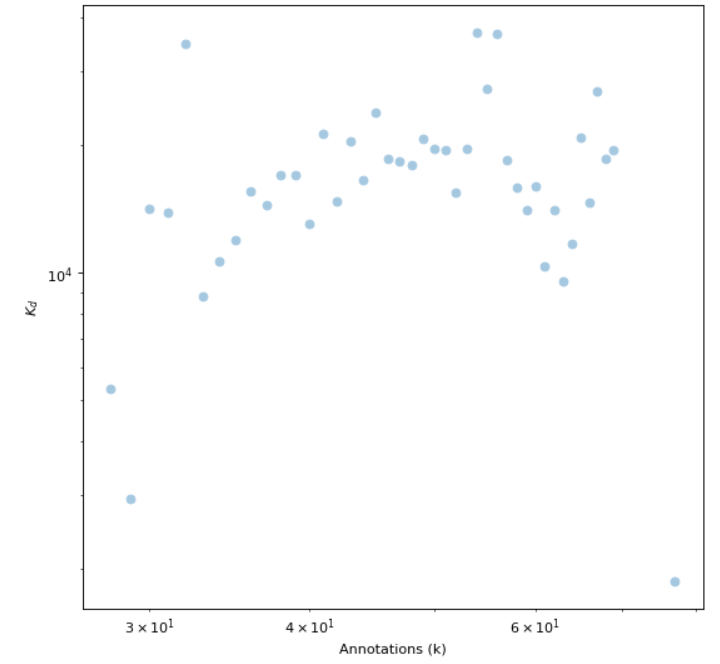 K_d
10⁴
3 × 10¹
4 × 10¹
6 × 10¹
Annotations (k)